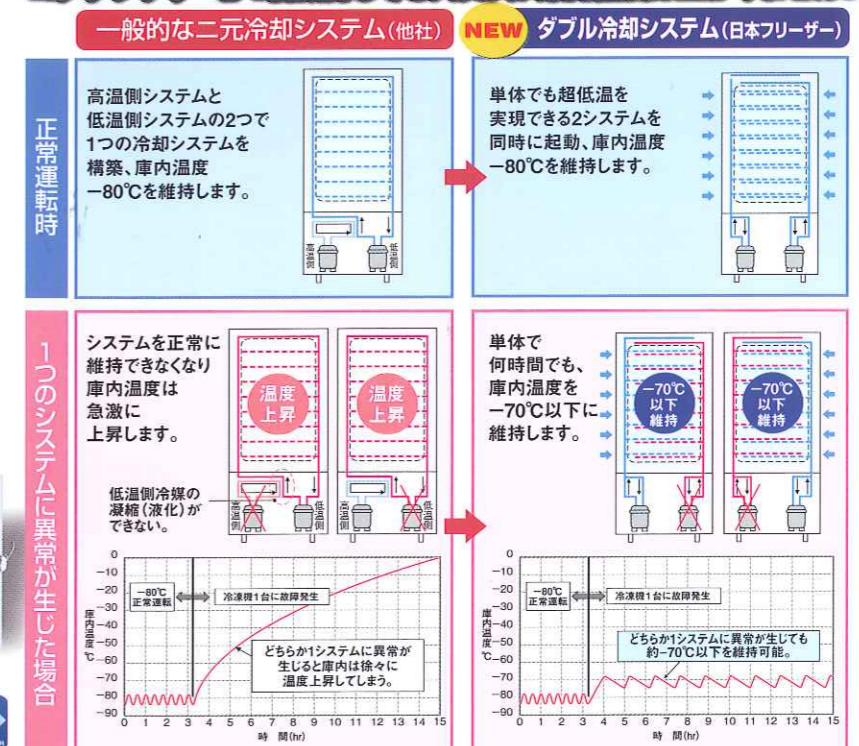 一般的な二元冷却システム(他社)
NEW ダブル冷却システム(日本フリーザー)
正常運転時
高温側システムと
低温側システムの2つで
1つの冷却システムを
構築、庫内温度
−80℃を維持します。
高温側
低温側
単体でも超低温を
実現できる2システムを
同時に起動、庫内温度
−80℃を維持します。
1つのシステムに異常が生じた場合
システムを正常に
維持できなくなり
庫内温度は
急激に
上昇します。
温度
上昇
温度
上昇
低温側冷媒の
凝縮(液化)が
できない。
高温側
低温側
高温側
低温側
0
−10
−20
−30
−40
−50
−60
−70
−80
−90
庫内温度℃
−80℃
正常運転
冷凍機1台に故障発生
どちらか1システムに異常が
生じると庫内は徐々に
温度上昇してしまう。
0 1 2 3 4 5 6 7 8 9 10 11 12 13 14 15
時 間(hr)
単体で
何時間でも、
庫内温度を
−70℃以下に
維持します。
−70℃
以下
維持
−70℃
以下
維持
0
−10
−20
−30
−40
−50
−60
−70
−80
−90
庫内温度℃
−80℃
正常運転
冷凍機1台に故障発生
どちらか1システムに異常が生じても
約−70℃以下を維持可能。
0 1 2 3 4 5 6 7 8 9 10 11 12 13 14 15
時 間(hr)